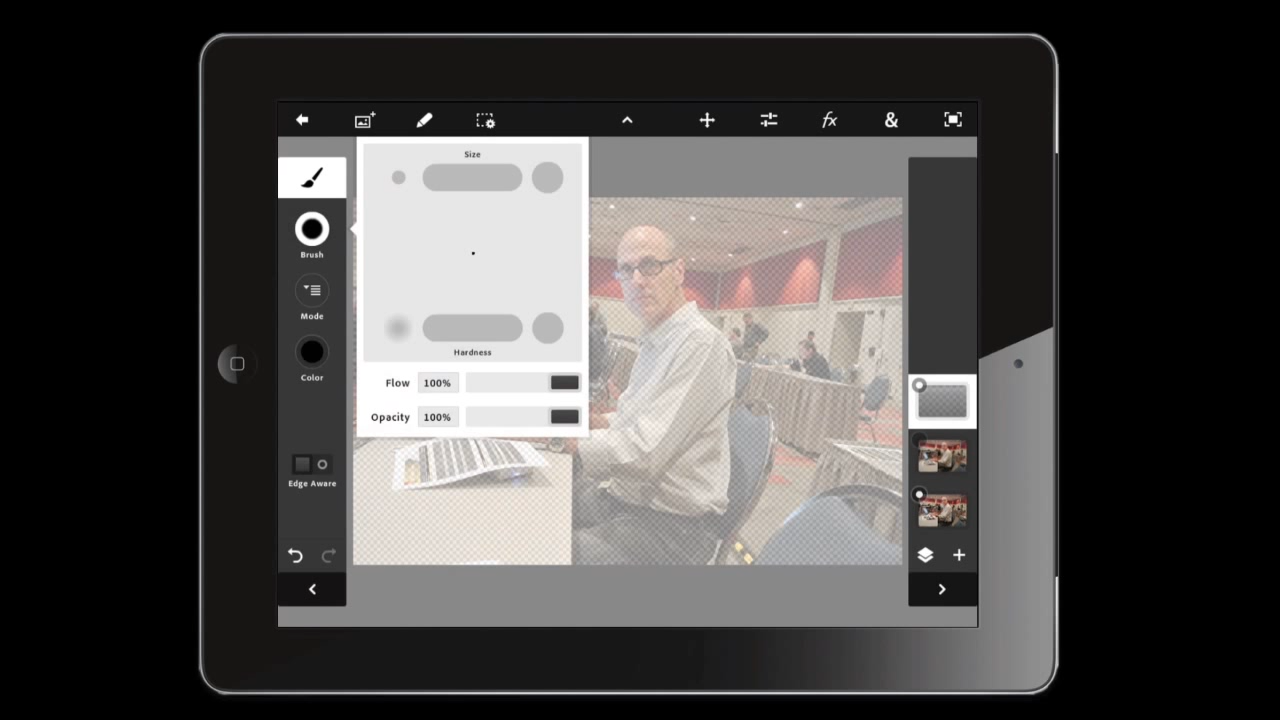 fx
&
Size
Brush
Mode
Hardness
Color
Flow 100%
Opacity 100%
Edge Aware